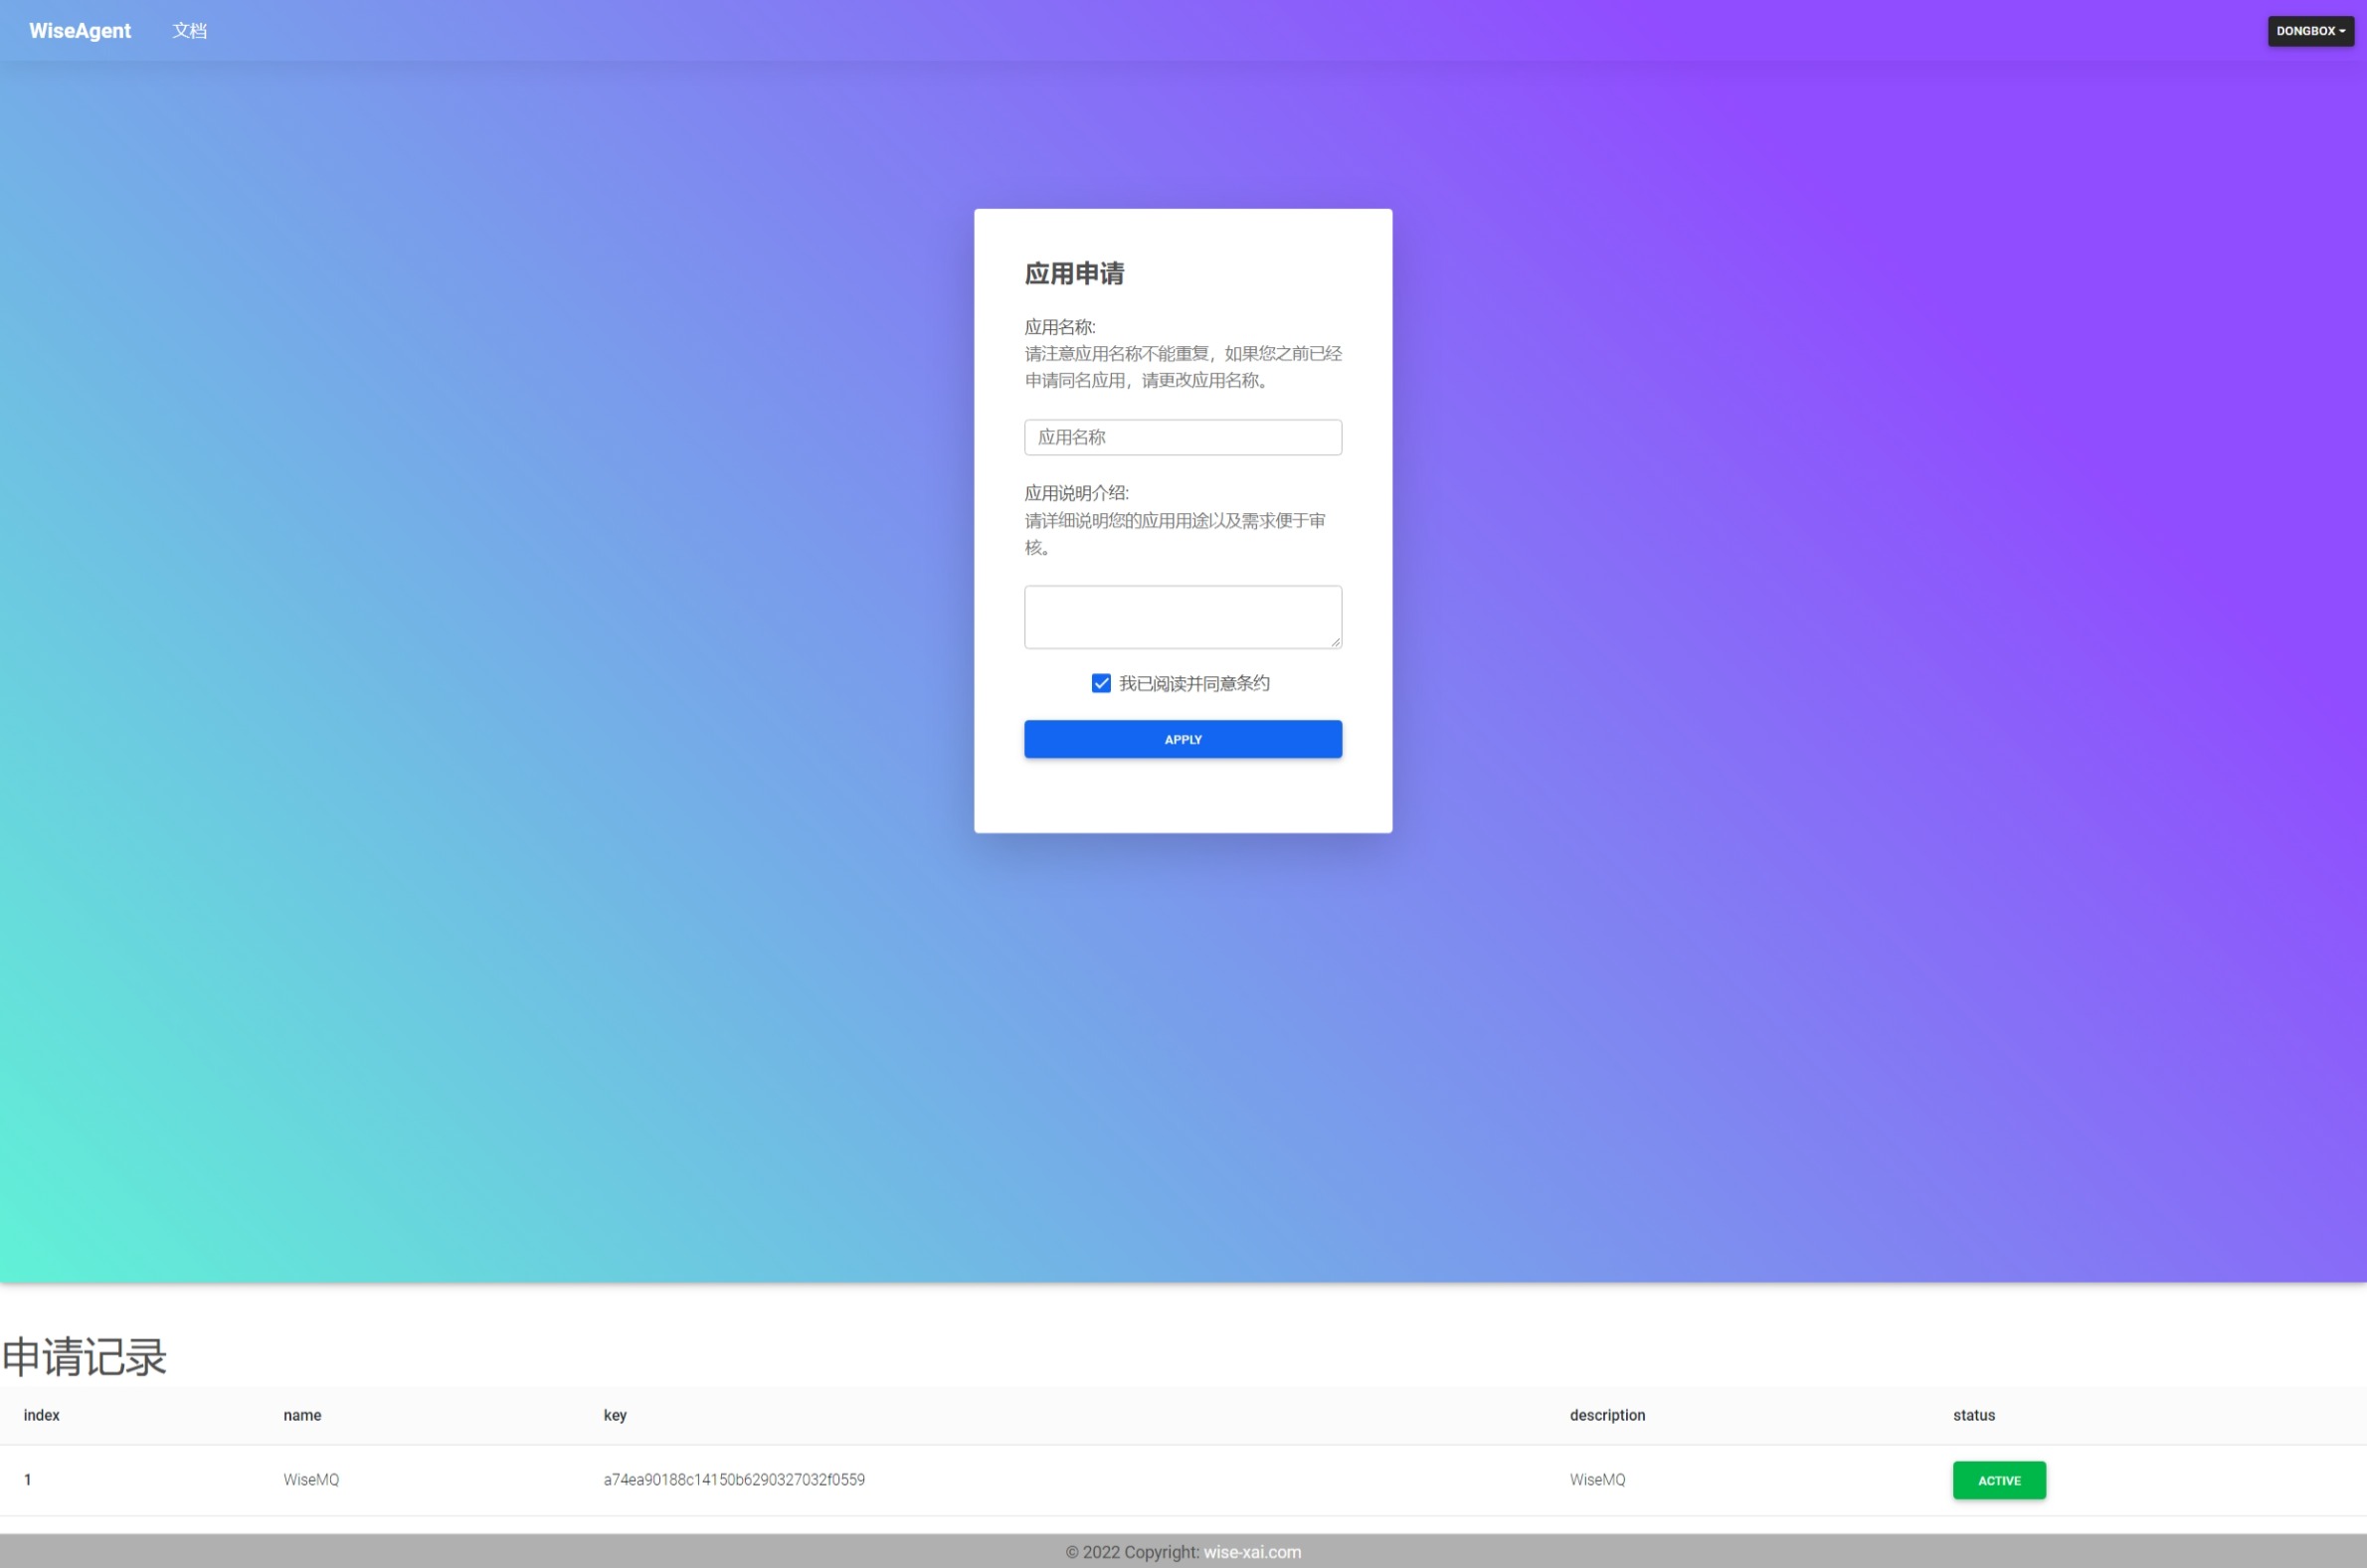 WiseAgent 文档 DONGBOX
应用申请
应用名称:
请注意应用名称不能重复，如果您之前已经
申请同名应用，请更改应用名称。
应用名称
应用说明介绍:
请详细说明您的应用用途以及需求便于审
核。
我已阅读并同意条约
APPLY
申请记录
index name key description status
1 WiseMQ a74ea90188c14150b6290327032f0559 WiseMQ ACTIVE
© 2022 Copyright: wise-xai.com